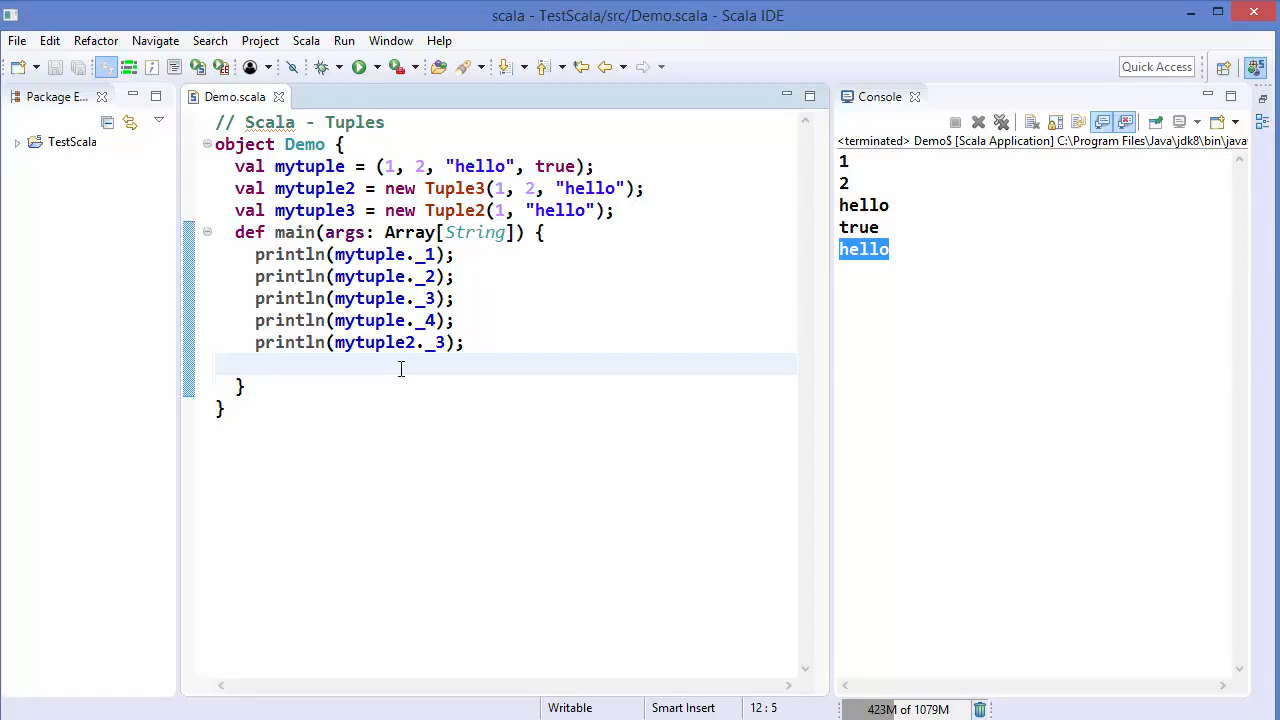 scala - TestScala/src/Demo.scala - Scala IDE
File Edit Refactor Navigate Search Project Scala Run Window Help
Quick Access
Package E...
TestScala
Demo.scala
// Scala - Tuples
object Demo {
val mytuple = (1, 2, "hello", true);
val mytuple2 = new Tuple3(1, 2, "hello");
val mytuple3 = new Tuple2(1, "hello");
def main(args: Array[String]) {
println(mytuple._1);
println(mytuple._2);
println(mytuple._3);
println(mytuple._4);
println(mytuple2._3);
}
}
Console
<terminated> Demo$ [Scala Application] C:\Program Files\Java\jdk8\bin\java
1
2
hello
true
hello
Writable Smart Insert 12 : 5 423M of 1079M